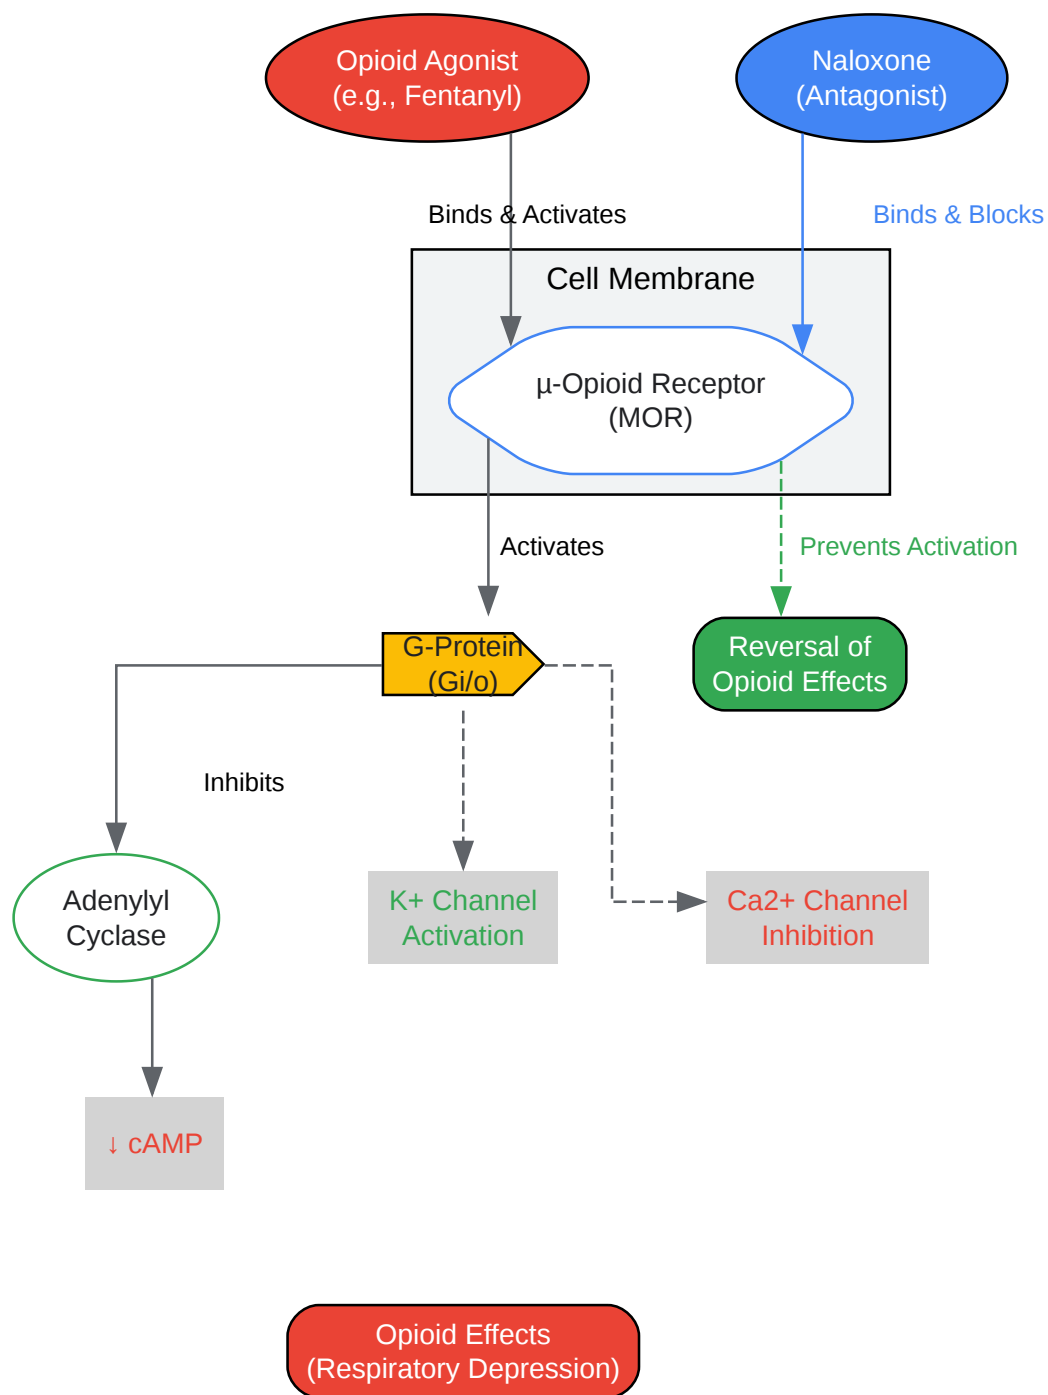 Opioid Agonist
(e.g., Fentanyl)
Naloxone
(Antagonist)
Binds & Activates
Binds & Blocks
Cell Membrane
µ-Opioid Receptor
(MOR)
Activates
Prevents Activation
G-Protein
(Gi/o)
Reversal of
Opioid Effects
Inhibits
Adenylyl
Cyclase
K+ Channel
Activation
Ca2+ Channel
Inhibition
↓ cAMP
Opioid Effects
(Respiratory Depression)